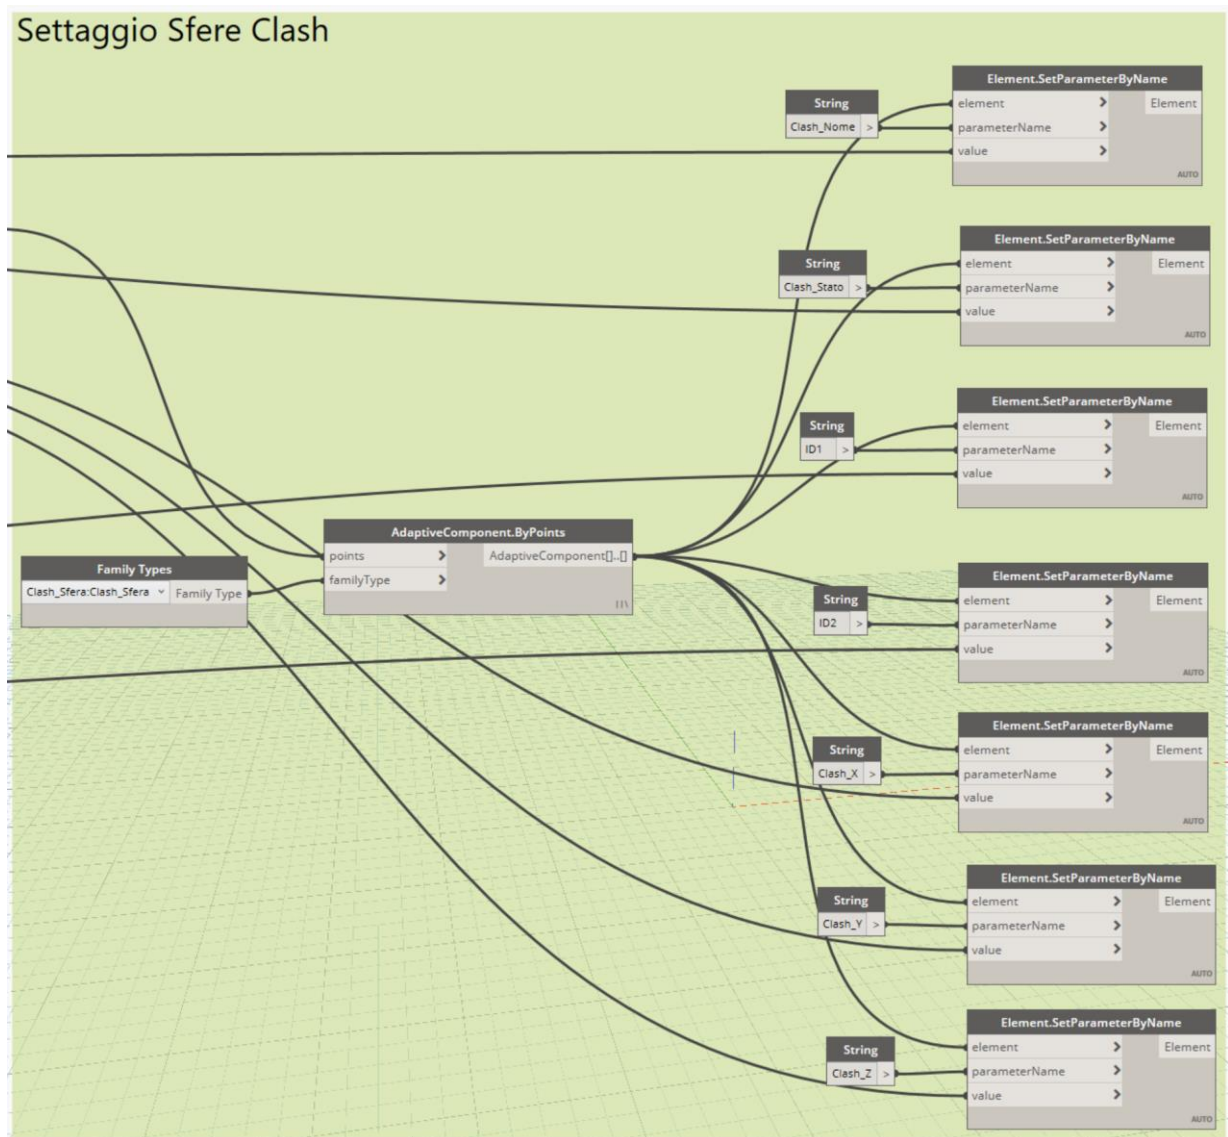 Settaggio Sfere Clash
Element.SetParameterByName
String
element > Element
Clash_Nome >
parameterName >
value >
AUTO
Element.SetParameterByName
String
element > Element
Clash_Stato >
parameterName >
value >
AUTO
Element.SetParameterByName
String
element > Element
ID1 >
parameterName >
value >
AUTO
AdaptiveComponent.ByPoints
points > AdaptiveComponent[]..[]
familyType >
Family Types
Clash_Sfera:Clash_Sfera Family Type
Element.SetParameterByName
String
element > Element
ID2 >
parameterName >
value >
AUTO
Element.SetParameterByName
String
element > Element
Clash_X >
parameterName >
value >
AUTO
Element.SetParameterByName
String
element > Element
Clash_Y >
parameterName >
value >
AUTO
Element.SetParameterByName
String
element > Element
Clash_Z >
parameterName >
value >
AUTO